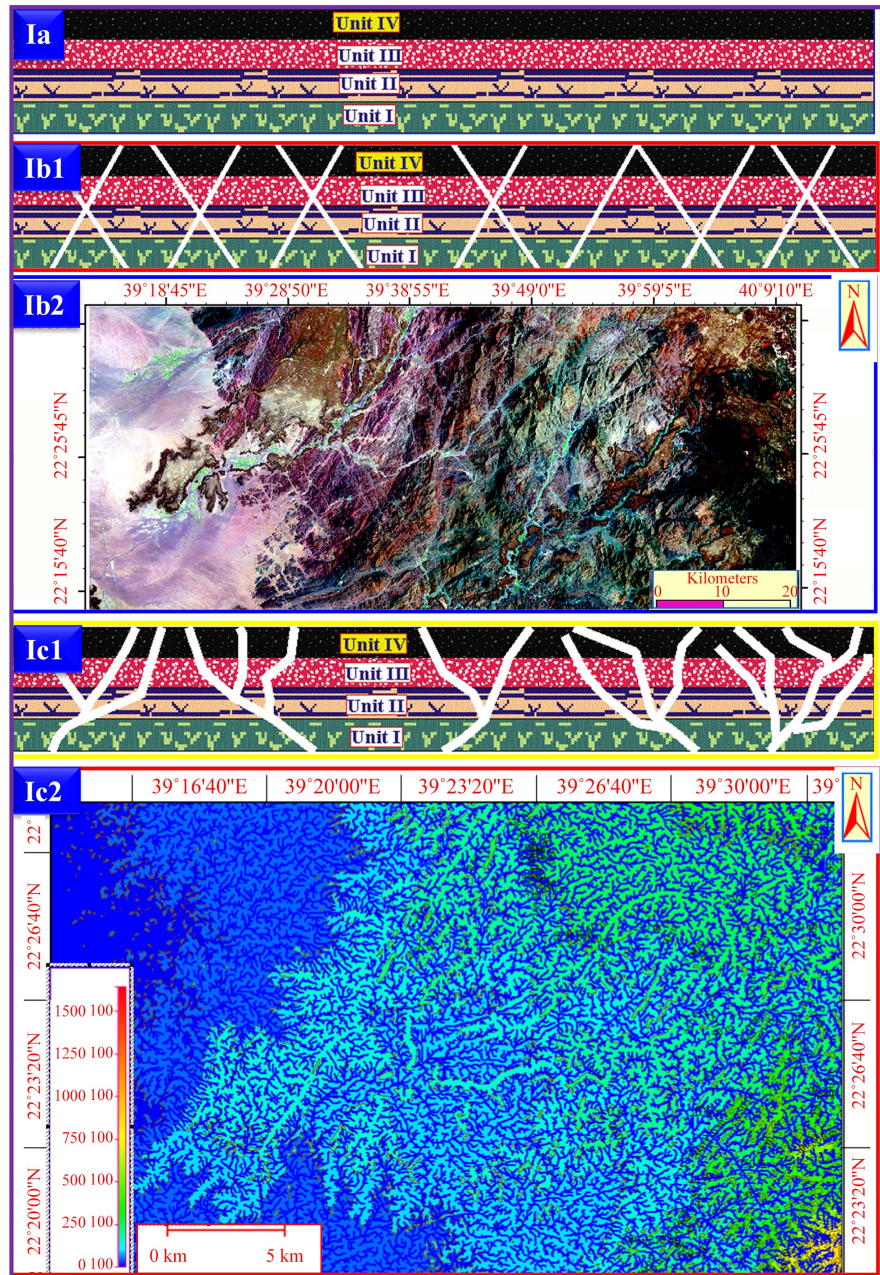 Ia
Unit IV
Unit III
Unit II
Unit I
Ib1
Unit IV
Unit III
Unit II
Unit I
Ib2
39°18'45"E 39°28'50"E 39°38'55"E 39°49'0"E 39°59'5"E 40°9'10"E
N
22°25'45"N
22°15'40"N
22°25'45"N
22°15'40"N
Kilometers
0 10 20
Ic1
Unit IV
Unit III
Unit II
Unit I
Ic2
39°16'40"E 39°20'00"E 39°23'20"E 39°26'40"E 39°30'00"E 39°
N
22°
22°26'40"N
22°23'20"N
22°20'00"N
22°30'00"N
22°26'40"N
22°23'20"N
1500 100
1250 100
1000 100
750 100
250 100
0 100
0 km 5 km